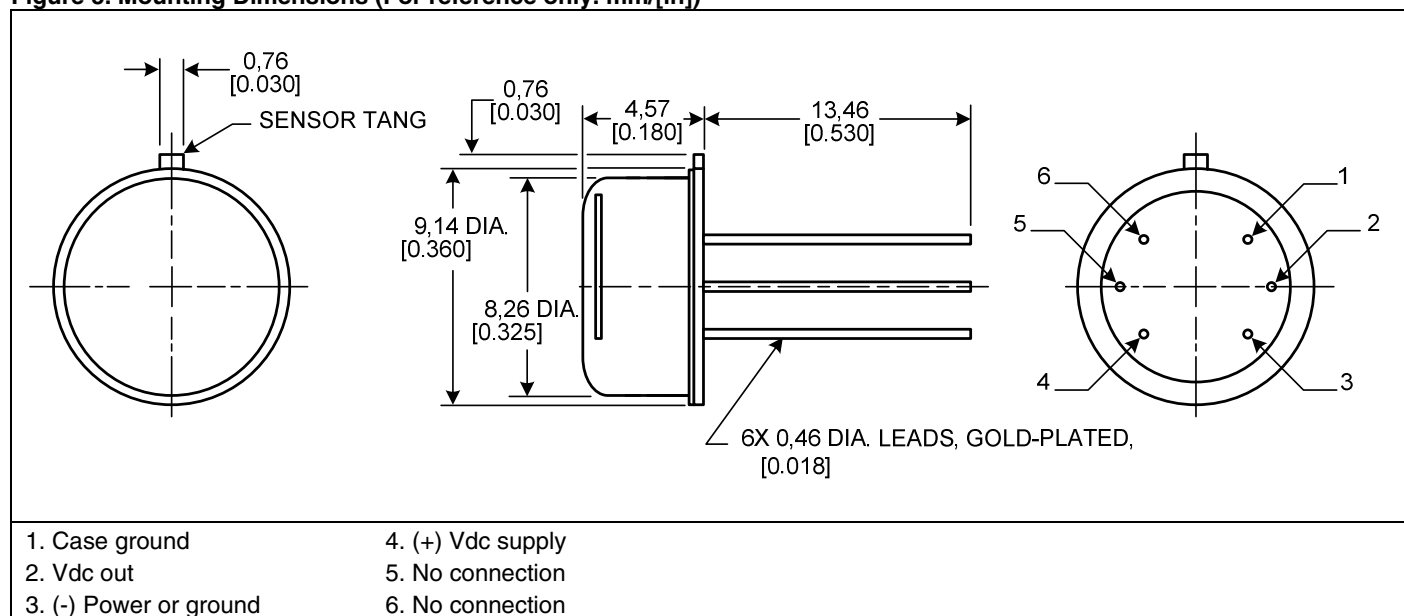 Figure 3. Mounting Dimensions (For reference only: mm/[in])
0,76
[0.030]
SENSOR TANG
0,76
[0.030]
4,57
[0.180]
13,46
[0.530]
9,14 DIA.
[0.360]
8,26 DIA.
[0.325]
6X 0,46 DIA. LEADS, GOLD-PLATED,
[0.018]
6
5
4
1
2
3
1. Case ground
2. Vdc out
3. (-) Power or ground
4. (+) Vdc supply
5. No connection
6. No connection